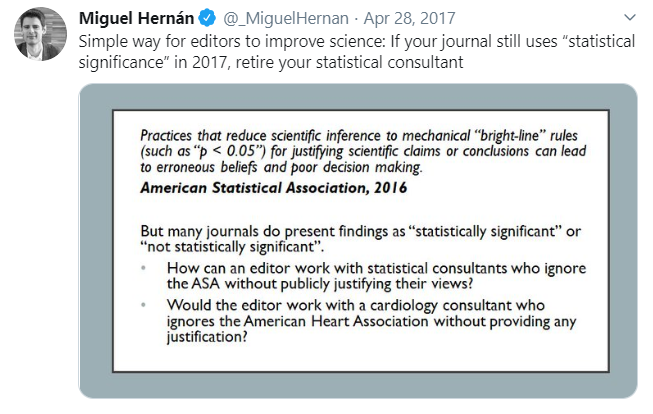 Miguel Hernán @_MiguelHernan · Apr 28, 2017
Simple way for editors to improve science: If your journal still uses “statistical
significance” in 2017, retire your statistical consultant
Practices that reduce scientific inference to mechanical “bright-line” rules
(such as “p < 0.05”) for justifying scientific claims or conclusions can lead
to erroneous beliefs and poor decision making.
American Statistical Association, 2016
But many journals do present findings as “statistically significant” or
“not statistically significant”.
• How can an editor work with statistical consultants who ignore
the ASA without publicly justifying their views?
• Would the editor work with a cardiology consultant who
ignores the American Heart Association without providing any
justification?